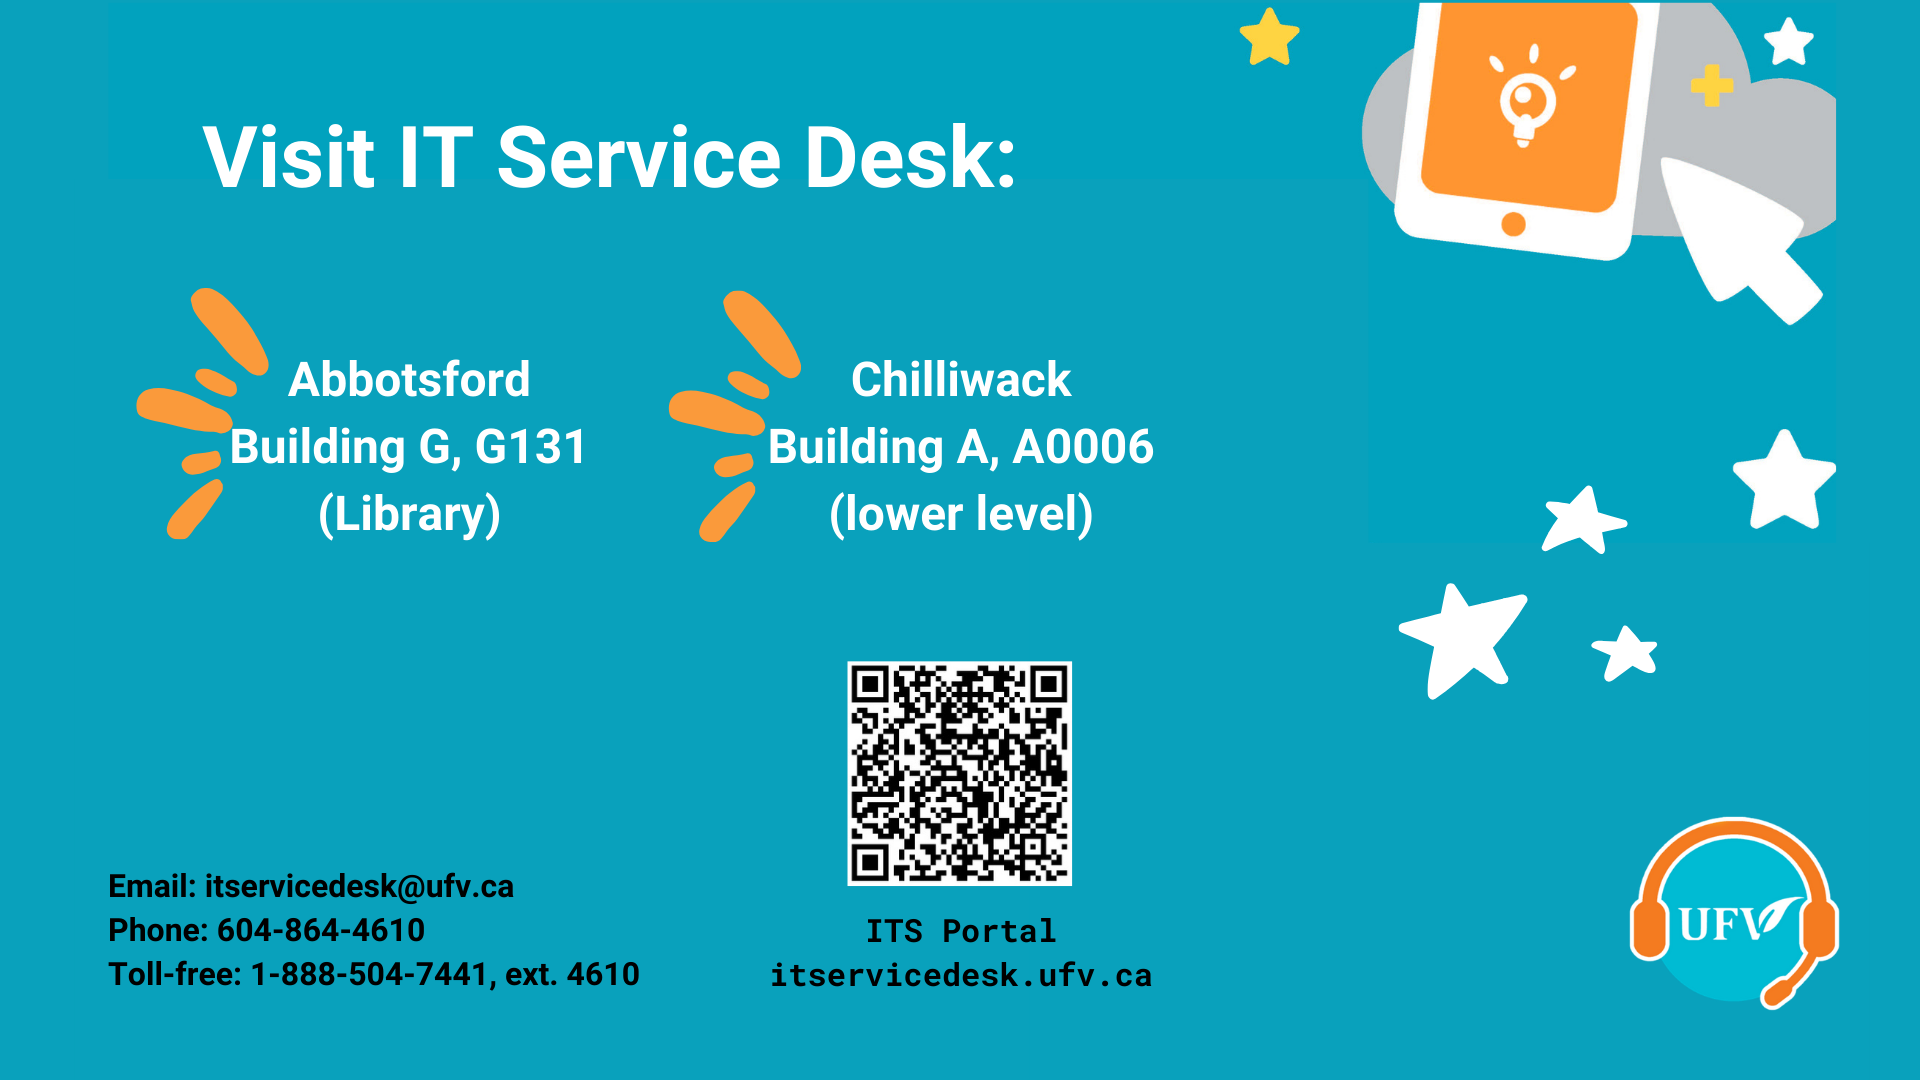 Visit IT Service Desk:
Abbotsford
Building G, G131
(Library)
Chilliwack
Building A, A0006
(lower level)
Email: itservicedesk@ufv.ca
Phone: 604-864-4610
Toll-free: 1-888-504-7441, ext. 4610
ITS Portal
itservicedesk.ufv.ca
UFV